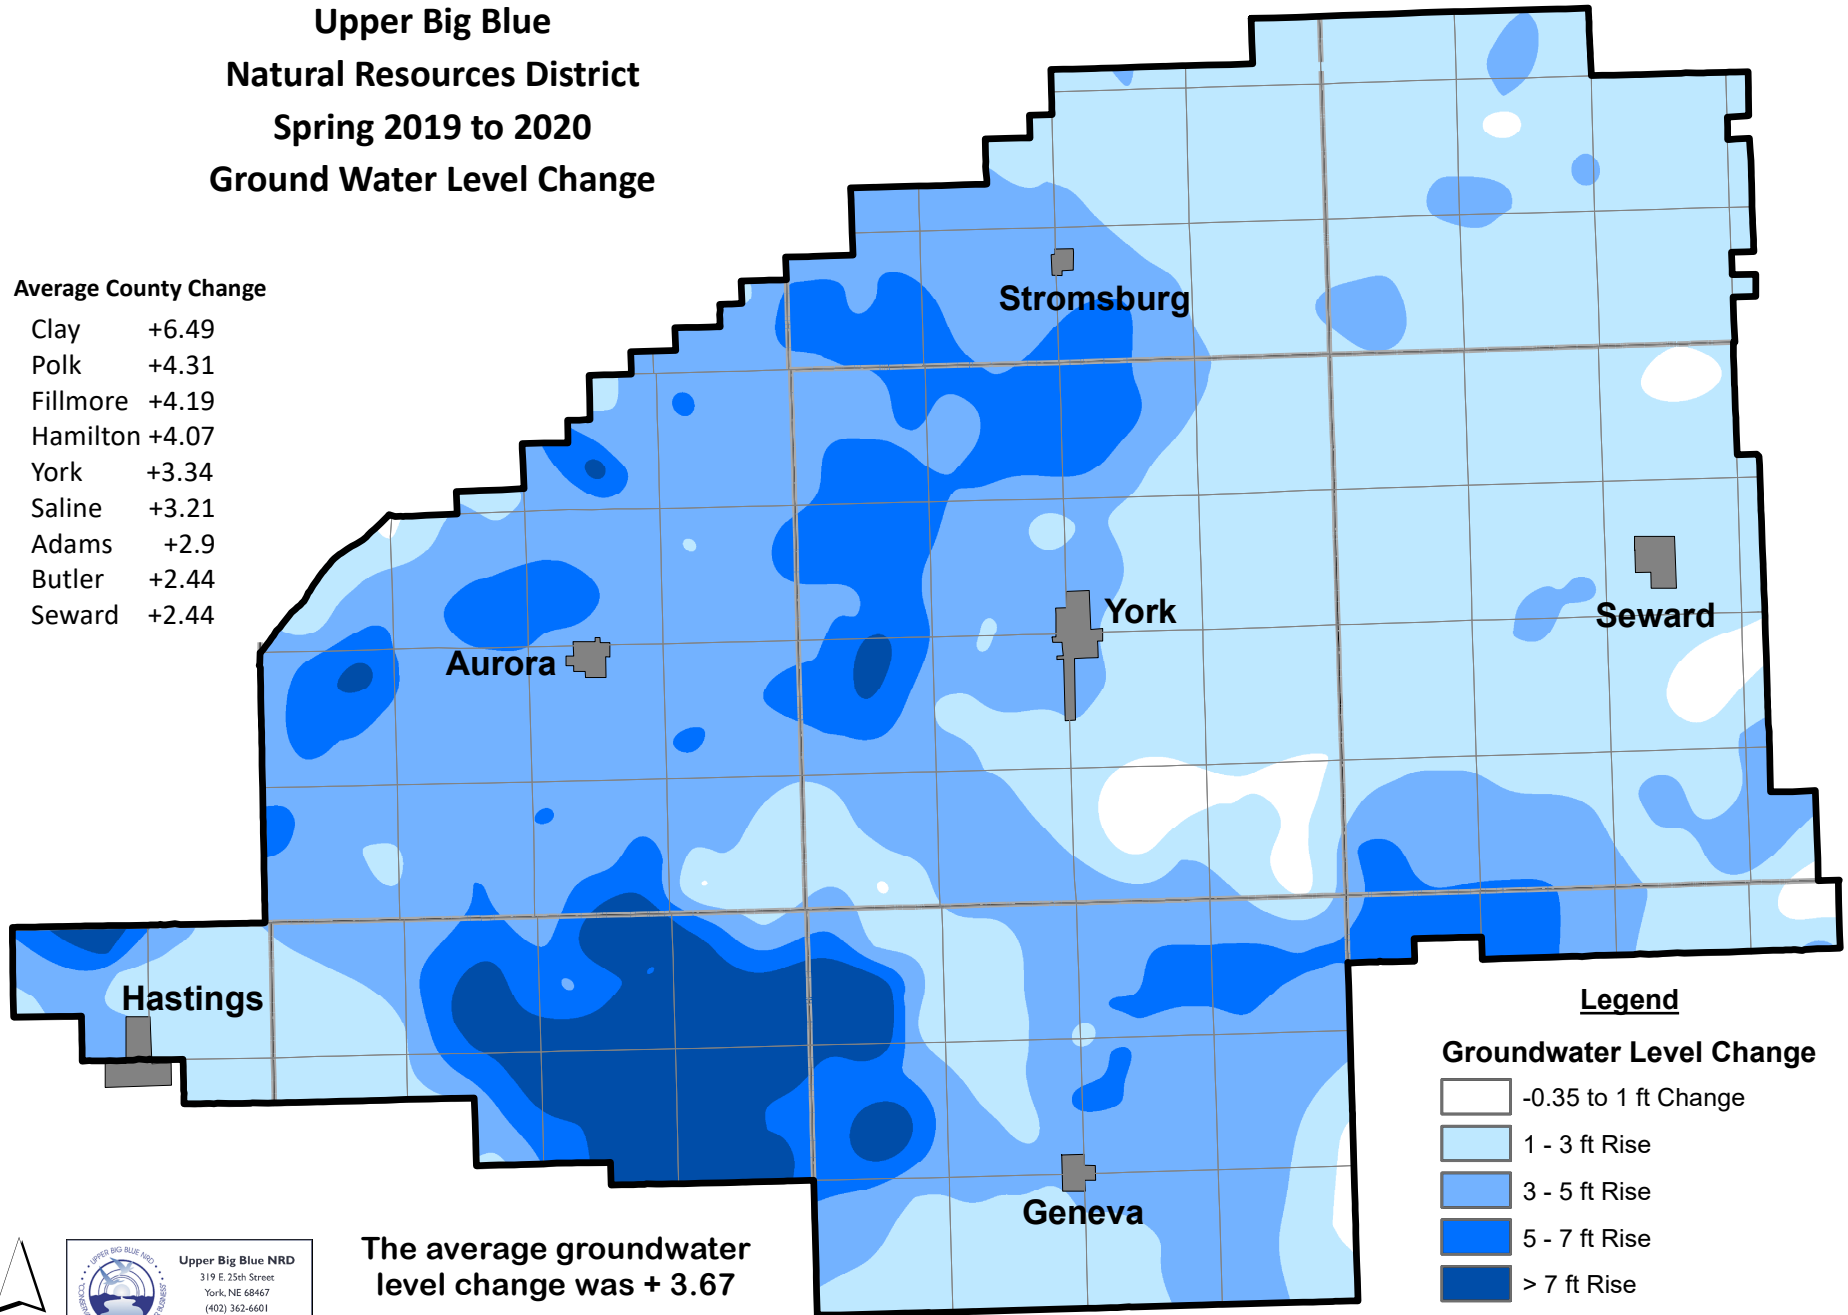 Upper Big Blue
Natural Resources District
Spring 2019 to 2020
Ground Water Level Change
Average County Change
Clay +6.49
Polk +4.31
Fillmore +4.19
Hamilton +4.07
York +3.34
Saline +3.21
Adams +2.9
Butler +2.44
Seward +2.44
Stromsburg
York
Seward
Aurora
Hastings
Geneva
Legend
Groundwater Level Change
-0.35 to 1 ft Change
1 - 3 ft Rise
3 - 5 ft Rise
5 - 7 ft Rise
> 7 ft Rise
The average groundwater
level change was + 3.67
UPPER BIG BLUE NRD
Upper Big Blue NRD
319 E. 25th Street
York, NE 68467
(402) 362-6601